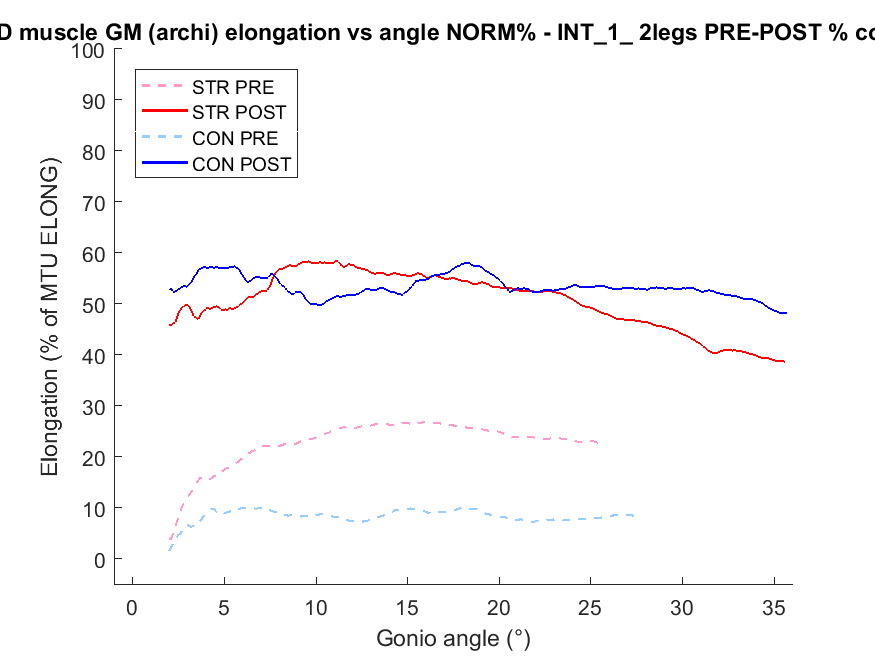 D muscle GM (archi) elongation vs angle NORM% - INT_1_ 2legs PRE-POST % co
100
90
80
70
60
50
40
30
20
10
0
Elongation (% of MTU ELONG)
STR PRE
STR POST
CON PRE
CON POST
0 5 10 15 20 25 30 35
Gonio angle (°)